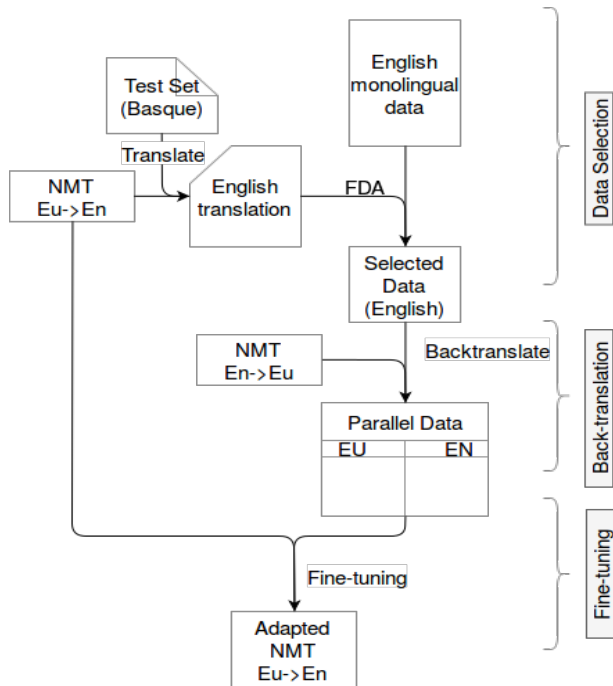 English
monolingual
data
Test Set
(Basque)
Translate
NMT
Eu->En
English
translation
FDA
Data Selection
Selected
Data
(English)
NMT
En->Eu
Backtranslate
Parallel Data
EU EN
Back-translation
Fine-tuning
Fine-tuning
Adapted
NMT
Eu->En